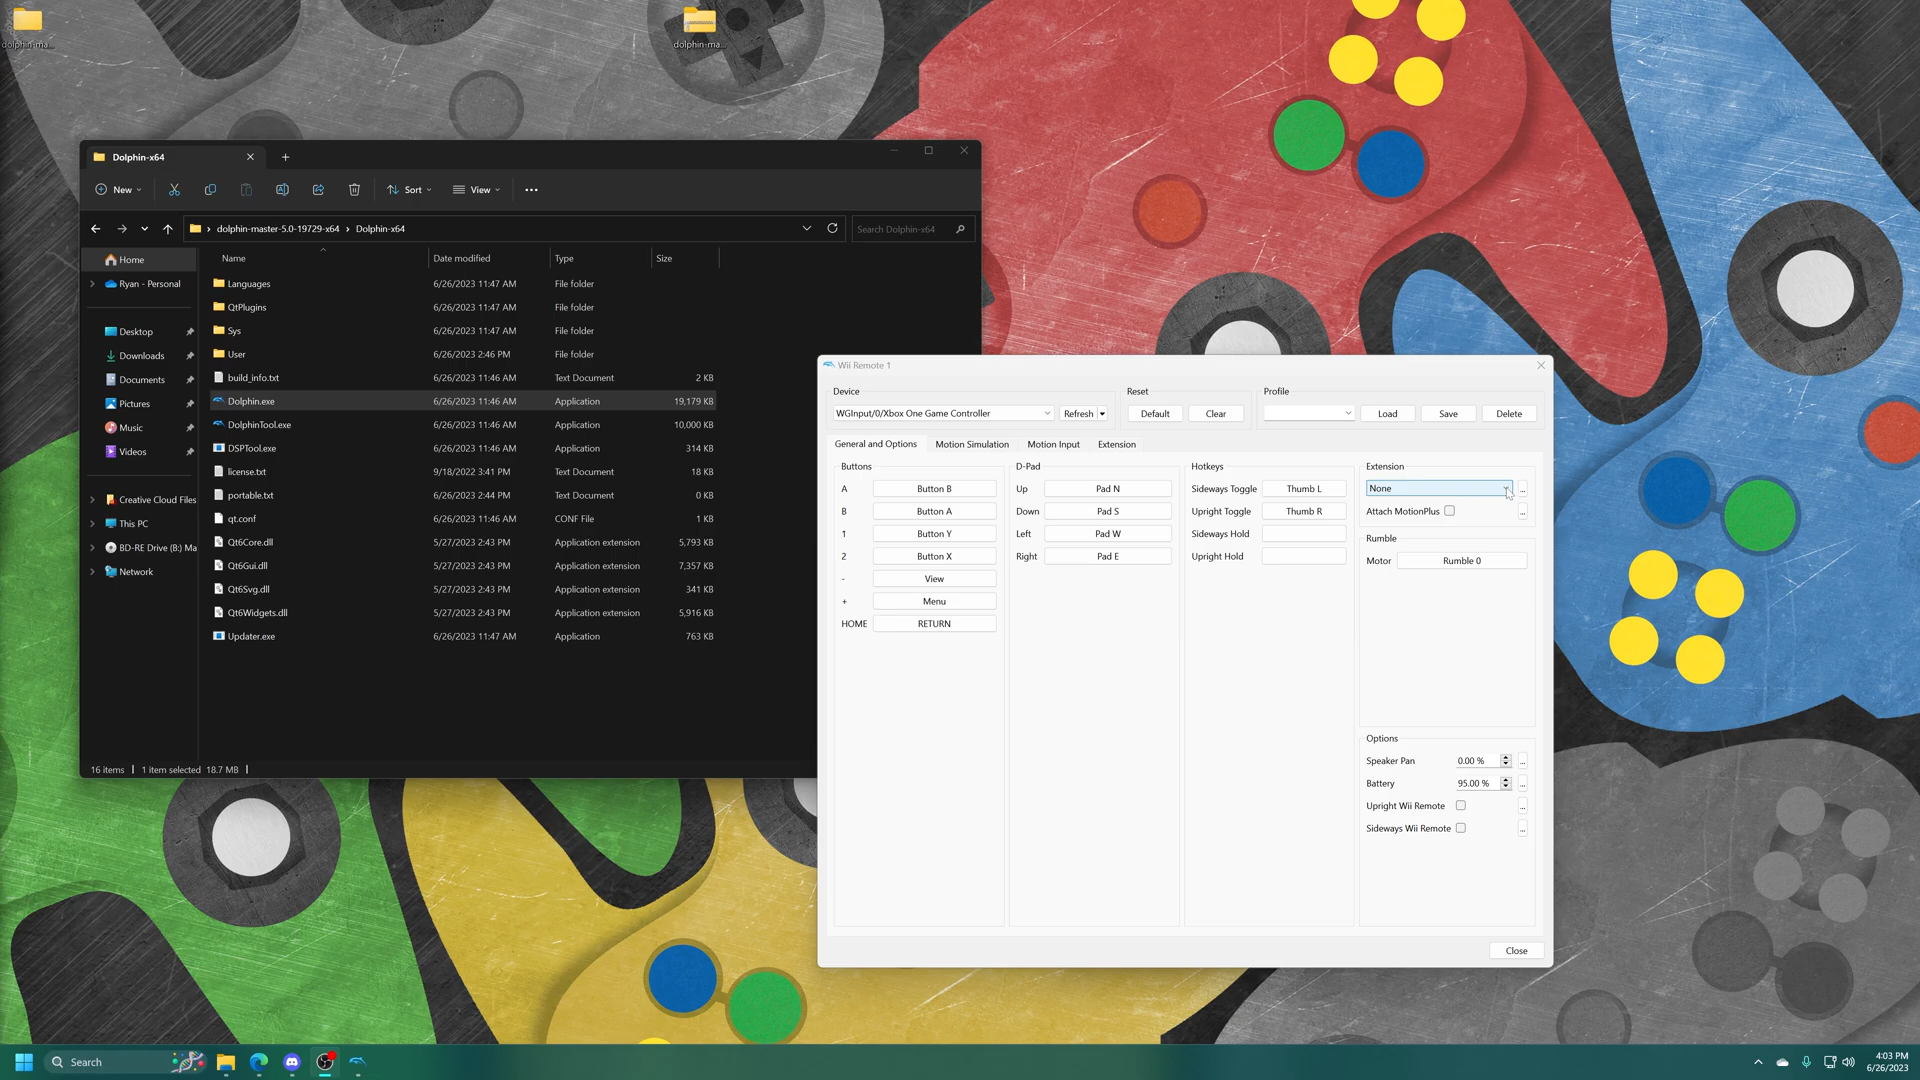 dolphin-ma...
dolphin-ma...
Dolphin-x64
New
Sort
View
dolphin-master-5.0-19729-x64 > Dolphin-x64
Search Dolphin-x64
Name
Date modified
Type
Size
Home
Ryan - Personal
Desktop
Downloads
Documents
Pictures
Music
Videos
Creative Cloud Files
This PC
BD-RE Drive (B:) Ma
Network
Languages 6/26/2023 11:47 AM File folder
QtPlugins 6/26/2023 11:47 AM File folder
Sys 6/26/2023 11:47 AM File folder
User 6/26/2023 2:46 PM File folder
build_info.txt 6/26/2023 11:46 AM Text Document 2 KB
Dolphin.exe 6/26/2023 11:46 AM Application 19,179 KB
DolphinTool.exe 6/26/2023 11:46 AM Application 10,000 KB
DSPTool.exe 6/26/2023 11:46 AM Application 314 KB
license.txt 9/18/2022 3:41 PM Text Document 18 KB
portable.txt 6/26/2023 2:44 PM Text Document 0 KB
qt.conf 6/26/2023 11:46 AM CONF File 1 KB
Qt6Core.dll 5/27/2023 2:43 PM Application extension 5,793 KB
Qt6Gui.dll 5/27/2023 2:43 PM Application extension 7,357 KB
Qt6Svg.dll 5/27/2023 2:43 PM Application extension 341 KB
Qt6Widgets.dll 5/27/2023 2:43 PM Application extension 5,916 KB
Updater.exe 6/26/2023 11:47 AM Application 763 KB
16 items | 1 item selected 18.7 MB |
Wii Remote 1
Device
WGInput/0/Xbox One Game Controller
Refresh
Reset
Default
Clear
Profile
Load
Save
Delete
General and Options
Motion Simulation
Motion Input
Extension
Buttons
A Button B
B Button A
1 Button Y
2 Button X
- View
+ Menu
HOME RETURN
D-Pad
Up Pad N
Down Pad S
Left Pad W
Right Pad E
Hotkeys
Sideways Toggle Thumb L
Upright Toggle Thumb R
Sideways Hold
Upright Hold
Extension
None ...
Attach MotionPlus ...
Rumble
Motor Rumble 0
Options
Speaker Pan 0.00 % ...
Battery 95.00 % ...
Upright Wii Remote ...
Sideways Wii Remote ...
Close
Search
4:03 PM
6/26/2023